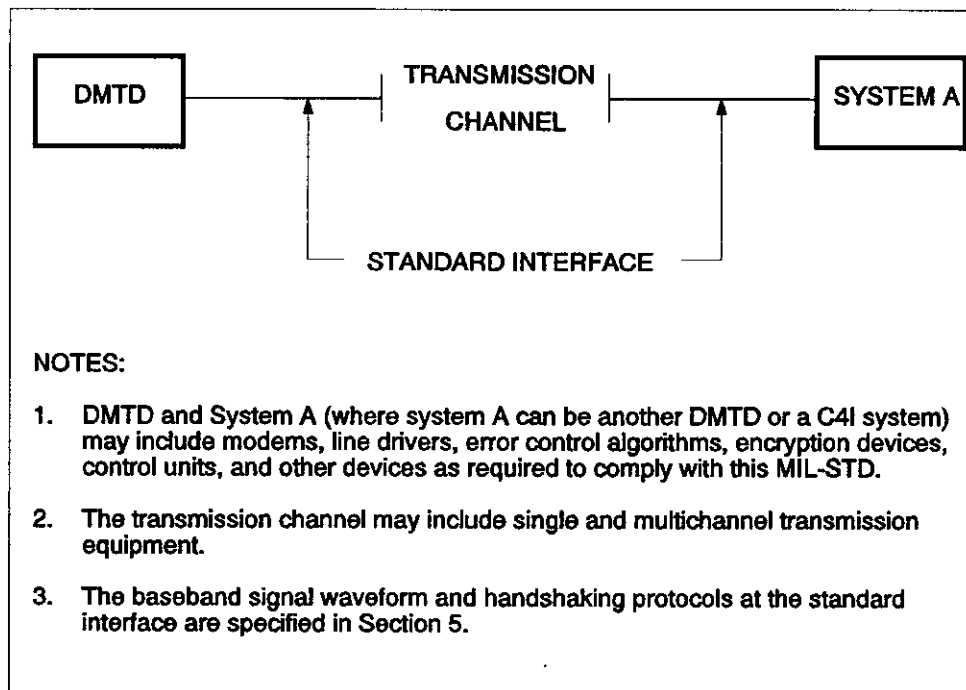 DMTD
TRANSMISSION
CHANNEL
SYSTEM A
STANDARD INTERFACE
NOTES:
1. DMTD and System A (where system A can be another DMTD or a C4I system)
may include modems, line drivers, error control algorithms, encryption devices,
control units, and other devices as required to comply with this MIL-STD.
2. The transmission channel may include single and multichannel transmission
equipment.
3. The baseband signal waveform and handshaking protocols at the standard
interface are specified in Section 5.